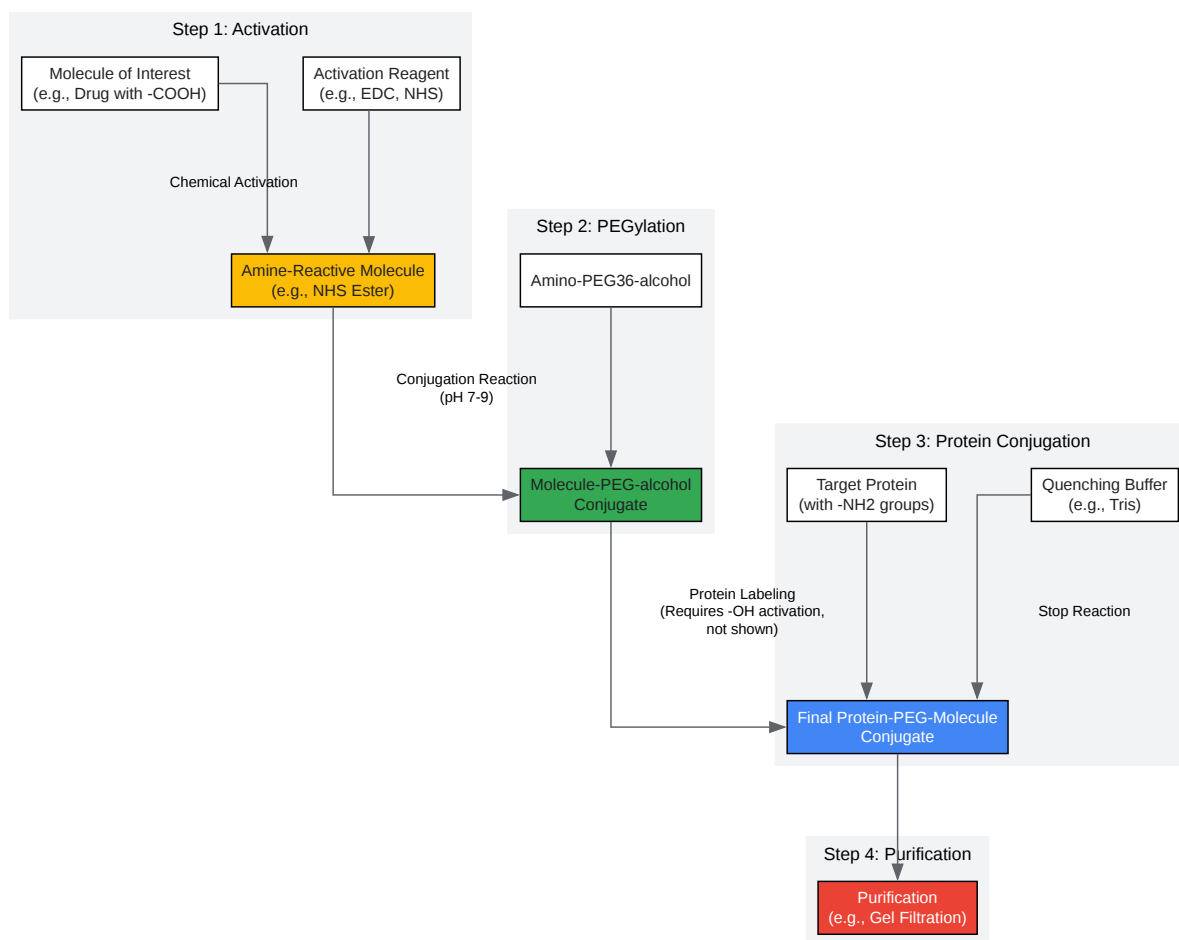 Step 1: Activation
Molecule of Interest
(e.g., Drug with -COOH)
Activation Reagent
(e.g., EDC, NHS)
Chemical Activation
Amine-Reactive Molecule
(e.g., NHS Ester)
Step 2: PEGylation
Amino-PEG36-alcohol
Conjugation Reaction
(pH 7-9)
Molecule-PEG-alcohol
Conjugate
Step 3: Protein Conjugation
Target Protein
(with -NH2 groups)
Quenching Buffer
(e.g., Tris)
Protein Labeling
(Requires -OH activation,
not shown)
Stop Reaction
Final Protein-PEG-Molecule
Conjugate
Step 4: Purification
Purification
(e.g., Gel Filtration)